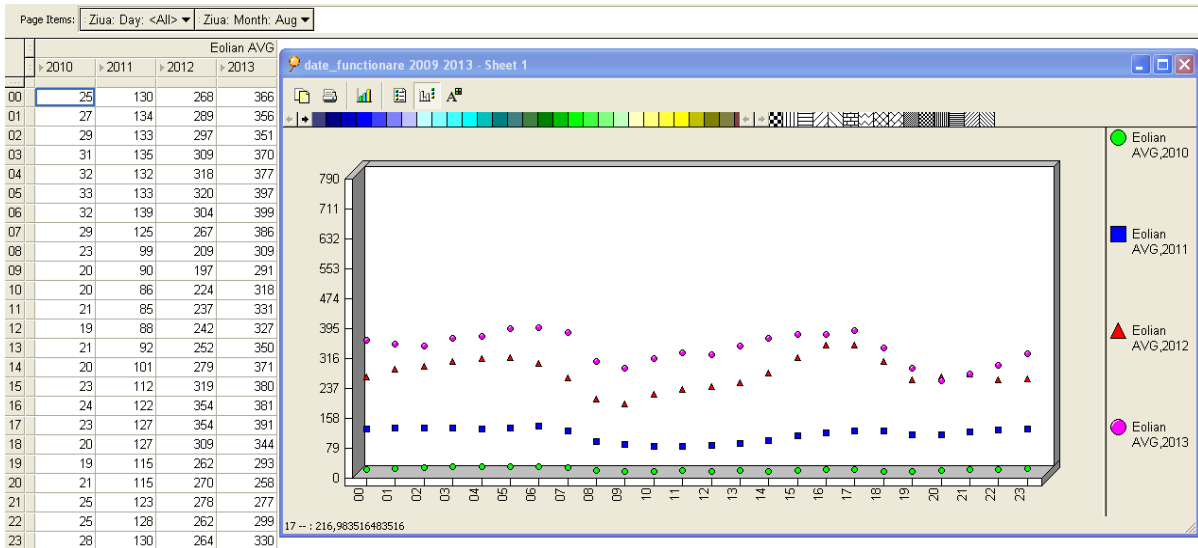 Page Items: Ziua: Day: <All> Ziua: Month: Aug
Eolian AVG
2010 2011 2012 2013
00 25 130 268 366
01 27 134 289 356
02 29 133 297 351
03 31 135 309 370
04 32 132 318 377
05 33 133 320 397
06 32 139 304 399
07 29 125 267 386
08 23 99 209 309
09 20 90 197 291
10 20 86 224 318
11 21 85 237 331
12 19 88 242 327
13 21 92 252 350
14 20 101 279 371
15 23 112 319 380
16 24 122 354 381
17 23 127 354 391
18 20 127 309 344
19 19 115 262 293
20 21 115 270 258
21 25 123 278 277
22 25 128 262 299
23 28 130 264 330
date_functionare 2009 2013 - Sheet 1
790
711
632
553
474
395
316
237
158
79
0
00 01 02 03 04 05 06 07 08 09 10 11 12 13 14 15 16 17 18 19 20 21 22 23
17 -- : 216,983516483516
Eolian
AVG,2010
Eolian
AVG,2011
Eolian
AVG,2012
Eolian
AVG,2013